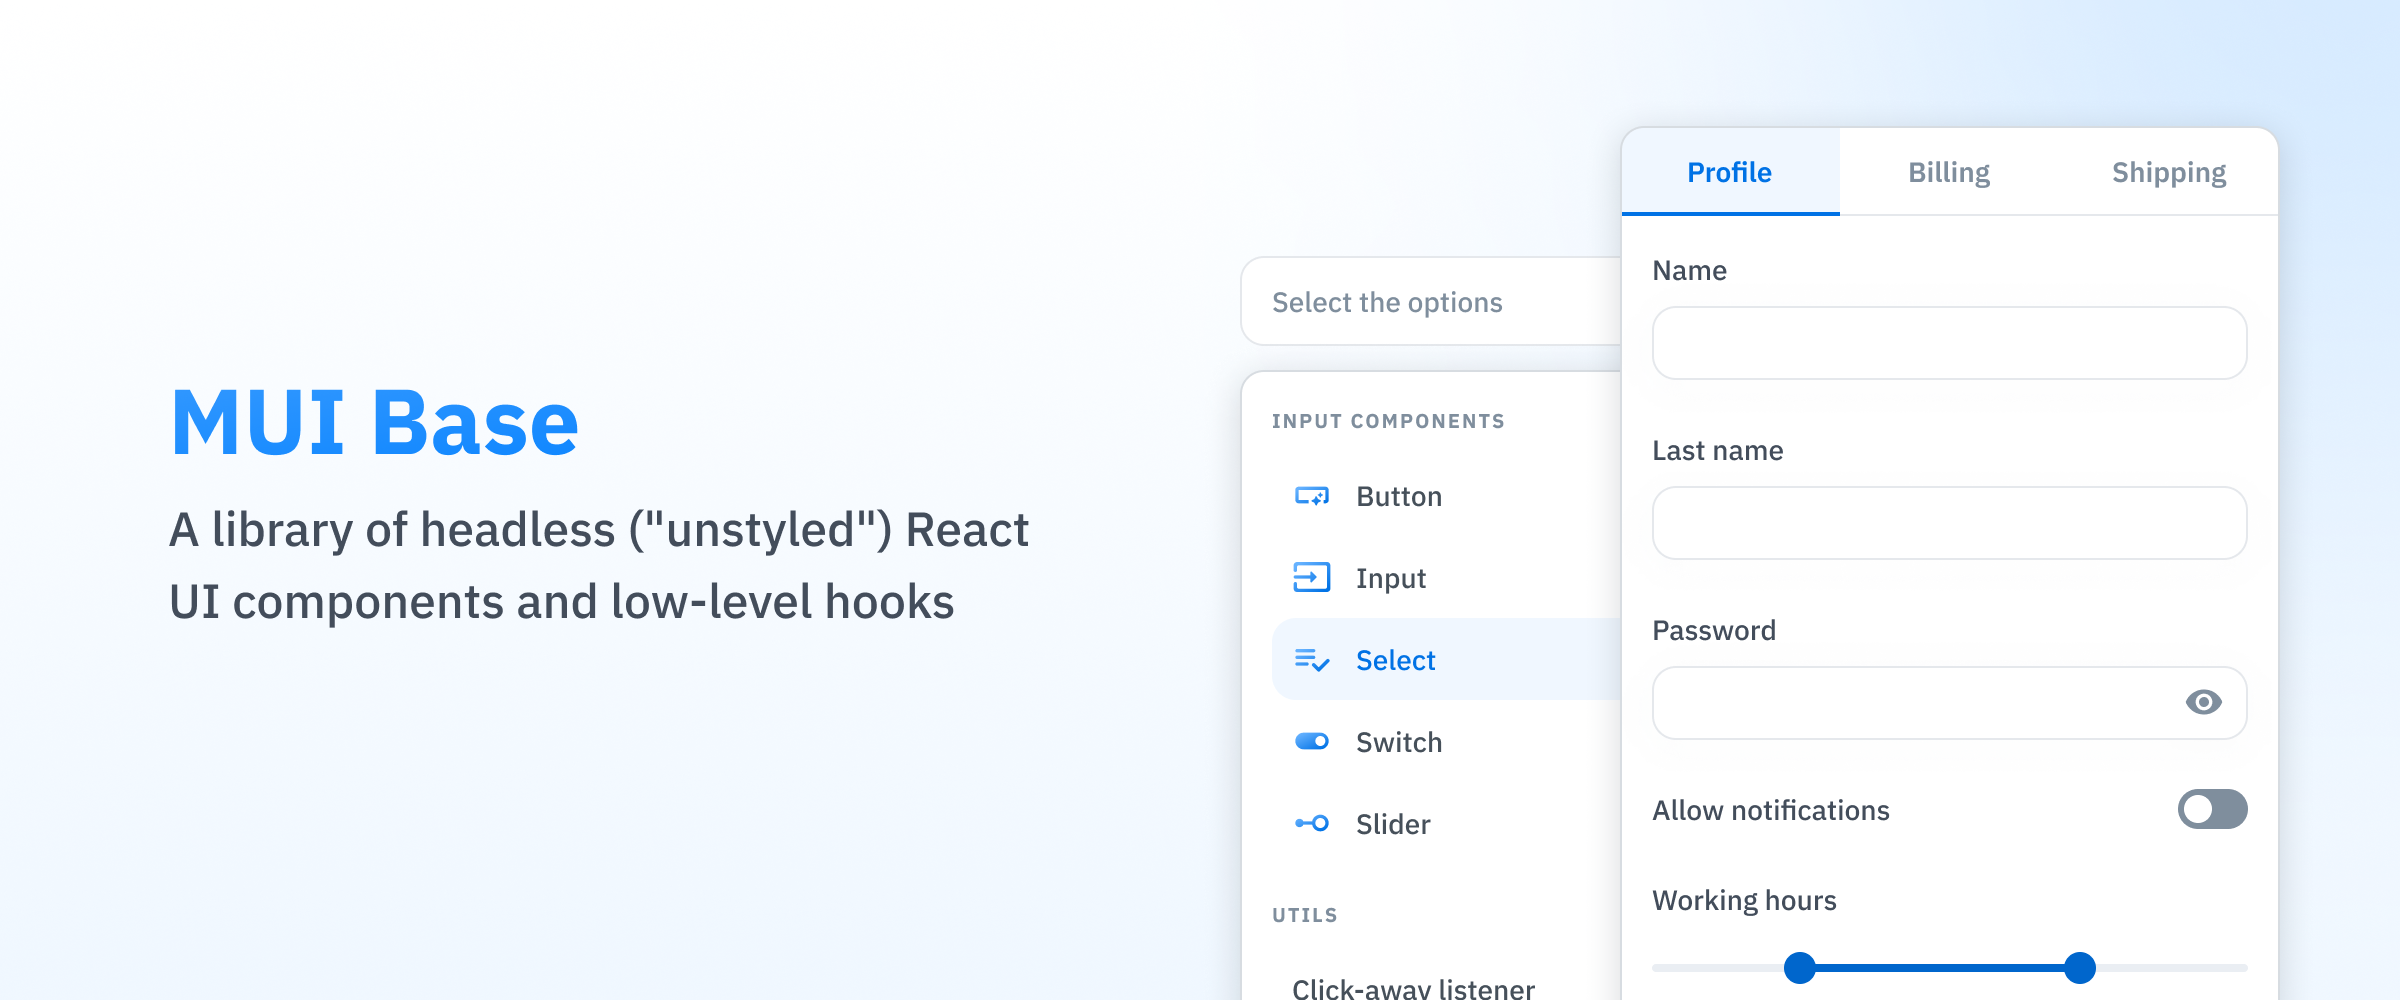 MUI Base
A library of headless ("unstyled") React
UI components and low-level hooks
Select the options
INPUT COMPONENTS
Button
Input
Select
Switch
Slider
UTILS
Click-away listener
Profile Billing Shipping
Name
Last name
Password
Allow notifications
Working hours